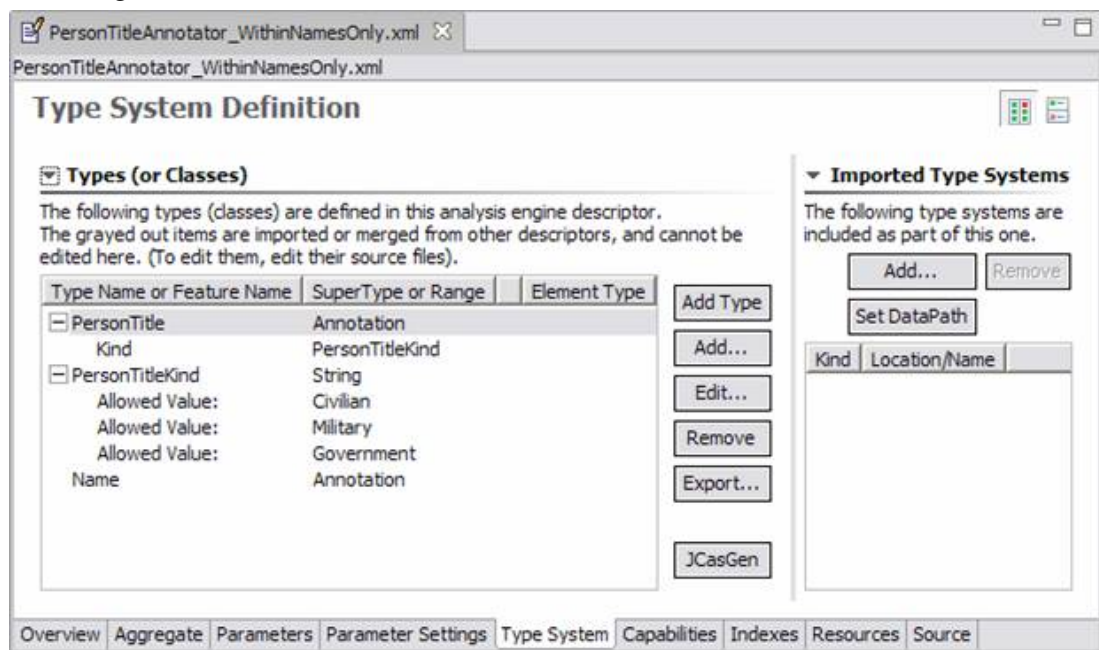 PersonTitleAnnotator_WithinNamesOnly.xml
PersonTitleAnnotator_WithinNamesOnly.xml
Type System Definition
Types (or Classes)
The following types (classes) are defined in this analysis engine descriptor.
The grayed out items are imported or merged from other descriptors, and cannot be
edited here. (To edit them, edit their source files).
Type Name or Feature Name SuperType or Range Element Type
PersonTitle Annotation
Kind PersonTitleKind
PersonTitleKind String
Allowed Value: Civilian
Allowed Value: Military
Allowed Value: Government
Name Annotation
Add Type
Add...
Edit...
Remove
Export...
JCasGen
Imported Type Systems
The following type systems are
included as part of this one.
Add... Remove
Set DataPath
Kind Location/Name
Overview Aggregate Parameters Parameter Settings Type System Capabilities Indexes Resources Source